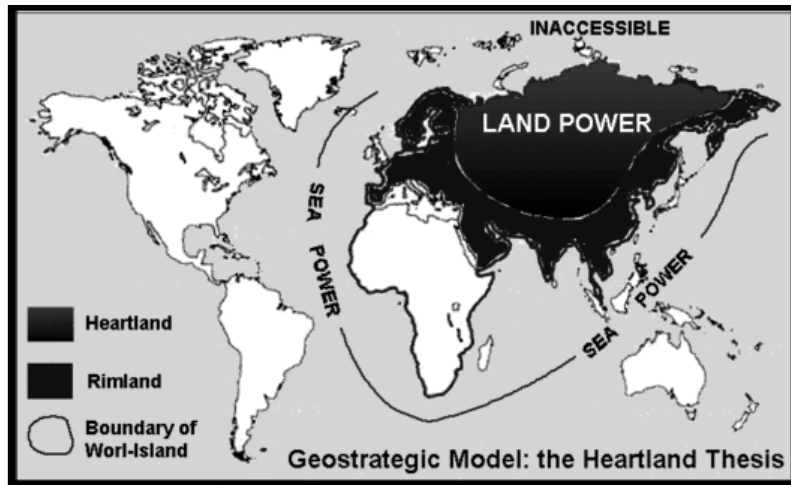 INACCESSIBLE
LAND POWER
SEA POWER
SEA POWER
Heartland
Rimland
Boundary of
Worl-Island
Geostrategic Model: the Heartland Thesis